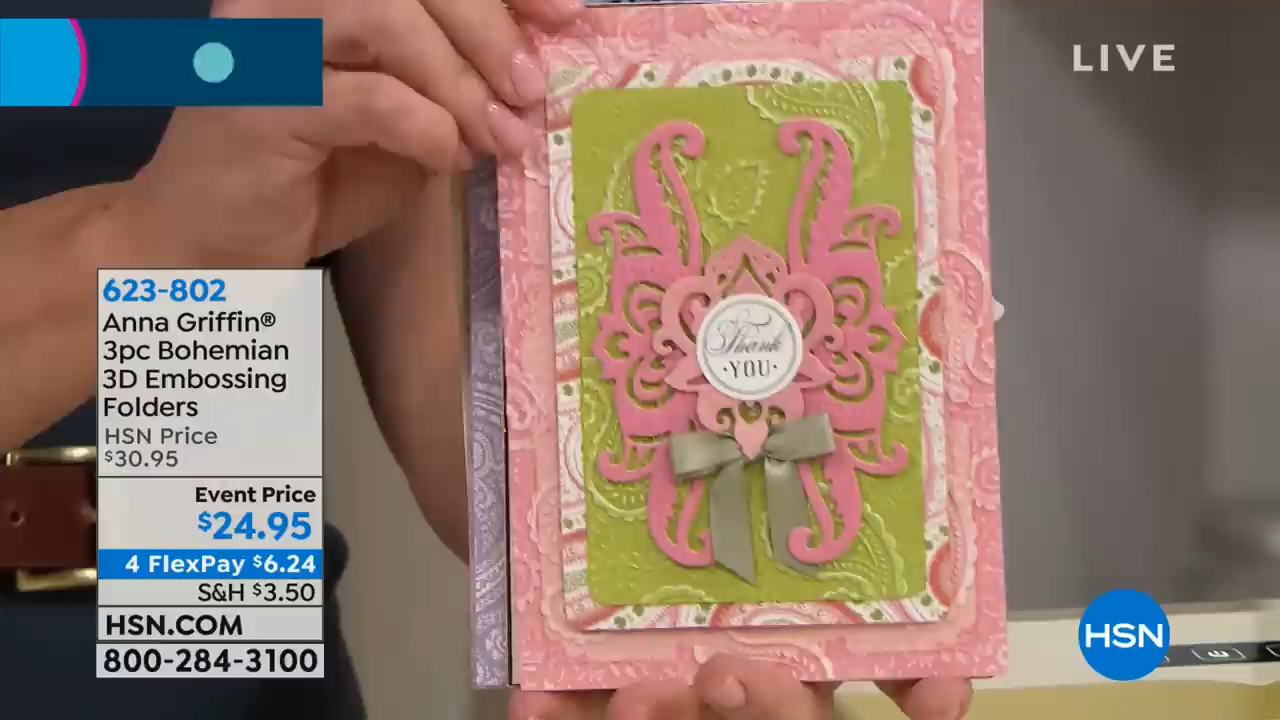 LIVE
623-802
Anna Griffin®
3pc Bohemian
3D Embossing
Folders
HSN Price
$30.95
Event Price
$24.95
4 FlexPay $6.24
S&H $3.50
HSN.COM
800-284-3100
Thank
·YOU·
HSN